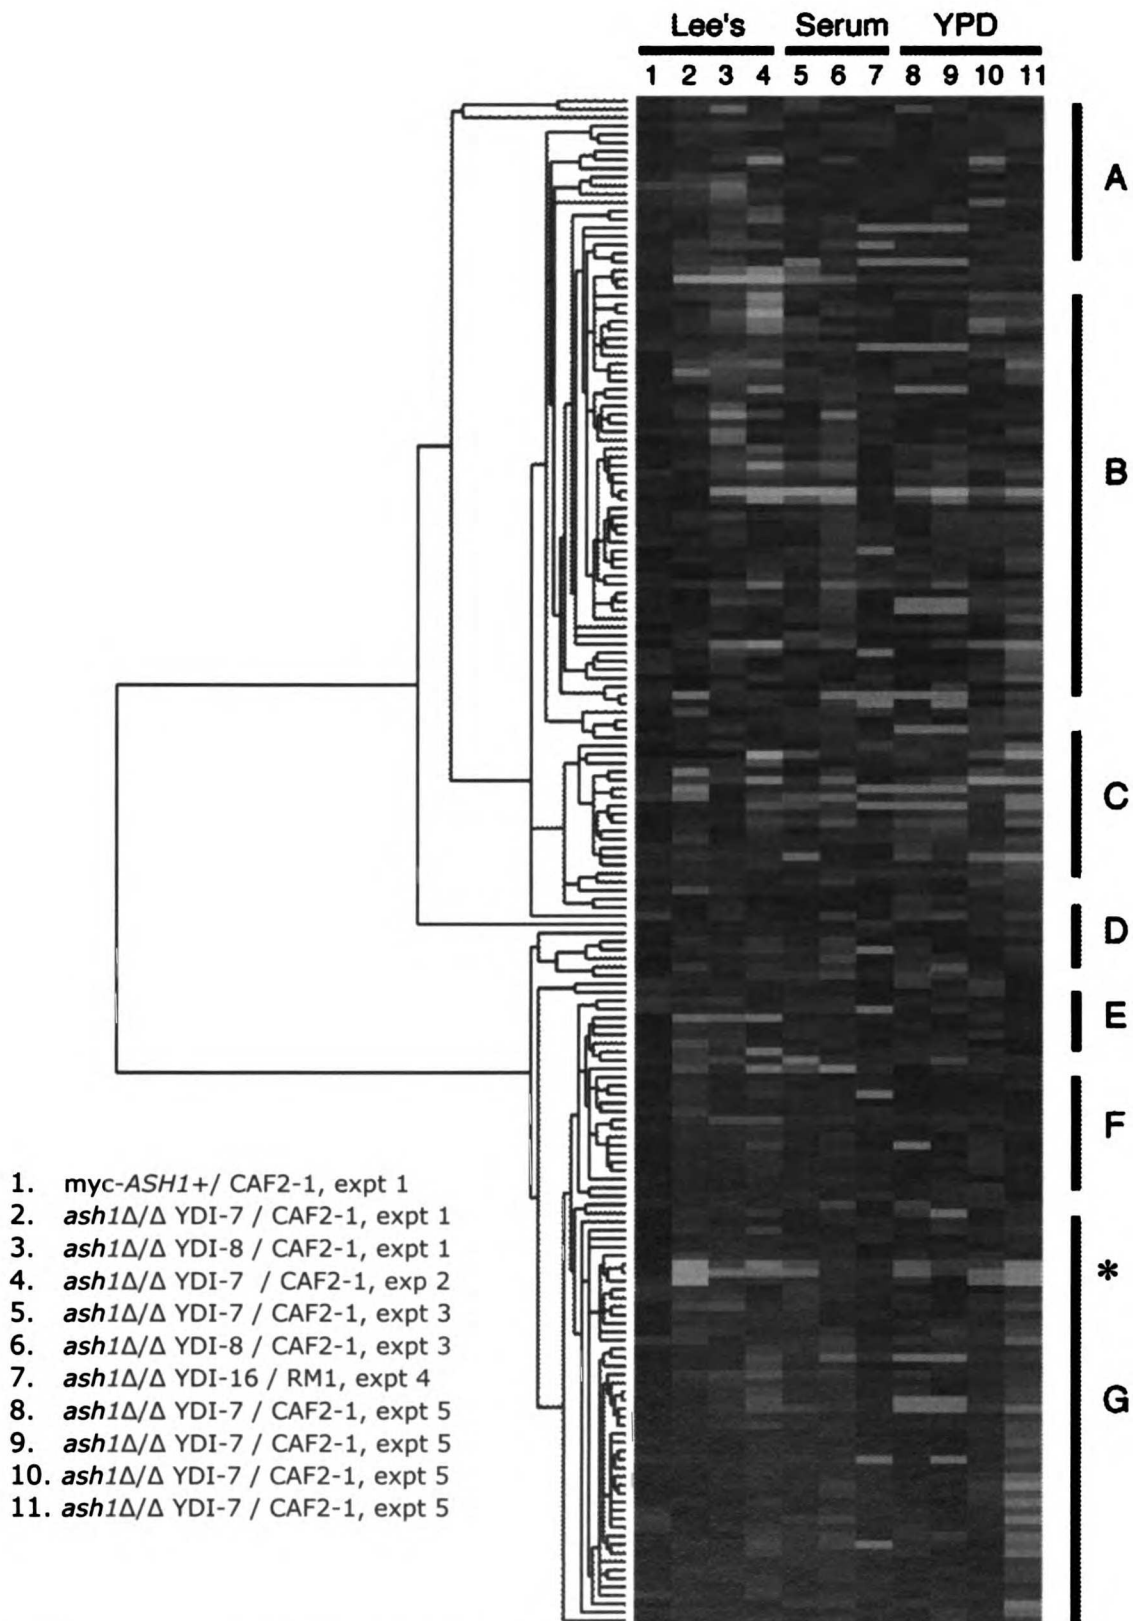 Lee's Serum YPD
1 2 3 4 5 6 7 8 9 10 11
A
B
C
D
E
F
1. myc-ASH1+/ CAF2-1, expt 1
2. ash1Δ/Δ YDI-7 / CAF2-1, expt 1
3. ash1Δ/Δ YDI-8 / CAF2-1, expt 1
4. ash1Δ/Δ YDI-7 / CAF2-1, exp 2
5. ash1Δ/Δ YDI-7 / CAF2-1, expt 3
6. ash1Δ/Δ YDI-8 / CAF2-1, expt 3
7. ash1Δ/Δ YDI-16 / RM1, expt 4
8. ash1Δ/Δ YDI-7 / CAF2-1, expt 5
9. ash1Δ/Δ YDI-7 / CAF2-1, expt 5
10. ash1Δ/Δ YDI-7 / CAF2-1, expt 5
11. ash1Δ/Δ YDI-7 / CAF2-1, expt 5
*
G